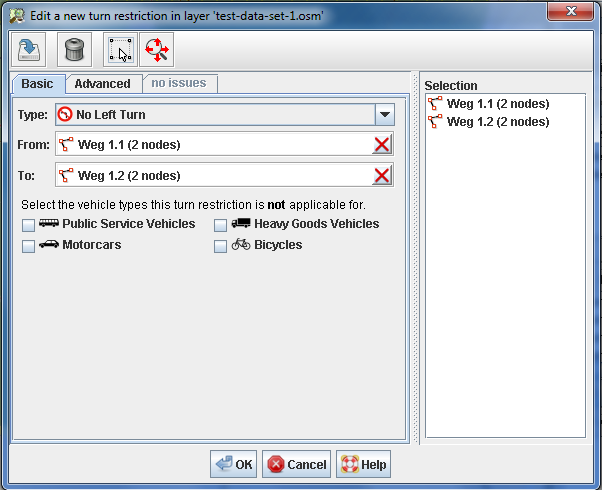 Edit a new turn restriction in layer 'test-data-set-1.osm'
Basic
Advanced
no issues
Type: No Left Turn
From: Weg 1.1 (2 nodes)
To: Weg 1.2 (2 nodes)
Select the vehicle types this turn restriction is not applicable for.
Public Service Vehicles
Heavy Goods Vehicles
Motorcars
Bicycles
Selection
Weg 1.1 (2 nodes)
Weg 1.2 (2 nodes)
OK
Cancel
Help